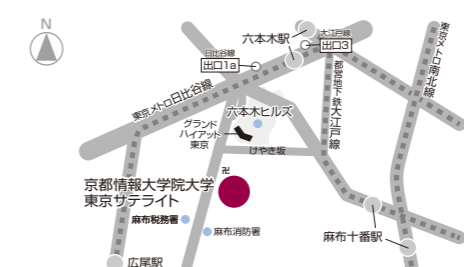 N
六本木駅
大江戸線
出口3
日比谷線
出口1a
東京メトロ日比谷線
東京メトロ南北線
都営地下鉄大江戸線
六本木ヒルズ
グランド
ハイアット
東京
けやき坂
卍
京都情報大学院大学
東京サテライト
麻布税務署
麻布消防署
麻布十番駅
広尾駅